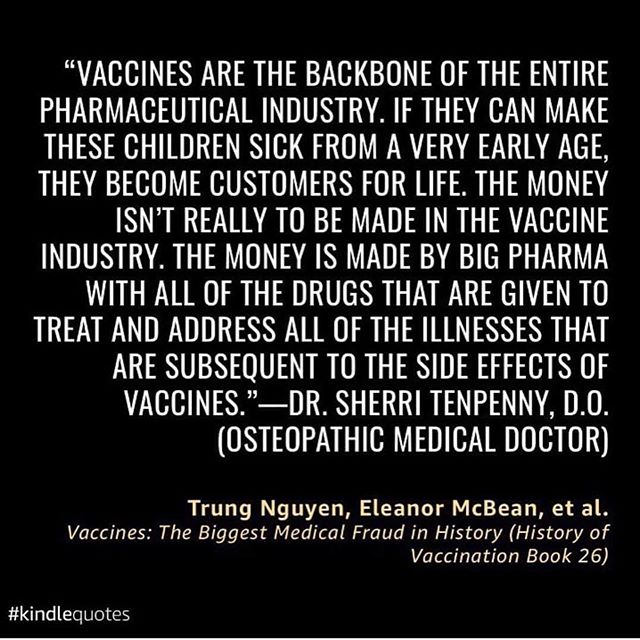 “VACCINES ARE THE BACKBONE OF THE ENTIRE
PHARMACEUTICAL INDUSTRY. IF THEY CAN MAKE
THESE CHILDREN SICK FROM A VERY EARLY AGE,
THEY BECOME CUSTOMERS FOR LIFE. THE MONEY
ISN’T REALLY TO BE MADE IN THE VACCINE
INDUSTRY. THE MONEY IS MADE BY BIG PHARMA
WITH ALL OF THE DRUGS THAT ARE GIVEN TO
TREAT AND ADDRESS ALL OF THE ILLNESSES THAT
ARE SUBSEQUENT TO THE SIDE EFFECTS OF
VACCINES.”—DR. SHERRI TENPENNY, D.O.
(OSTEOPATHIC MEDICAL DOCTOR)
Trung Nguyen, Eleanor McBean, et al.
Vaccines: The Biggest Medical Fraud in History (History of
Vaccination Book 26)
#kindlequotes